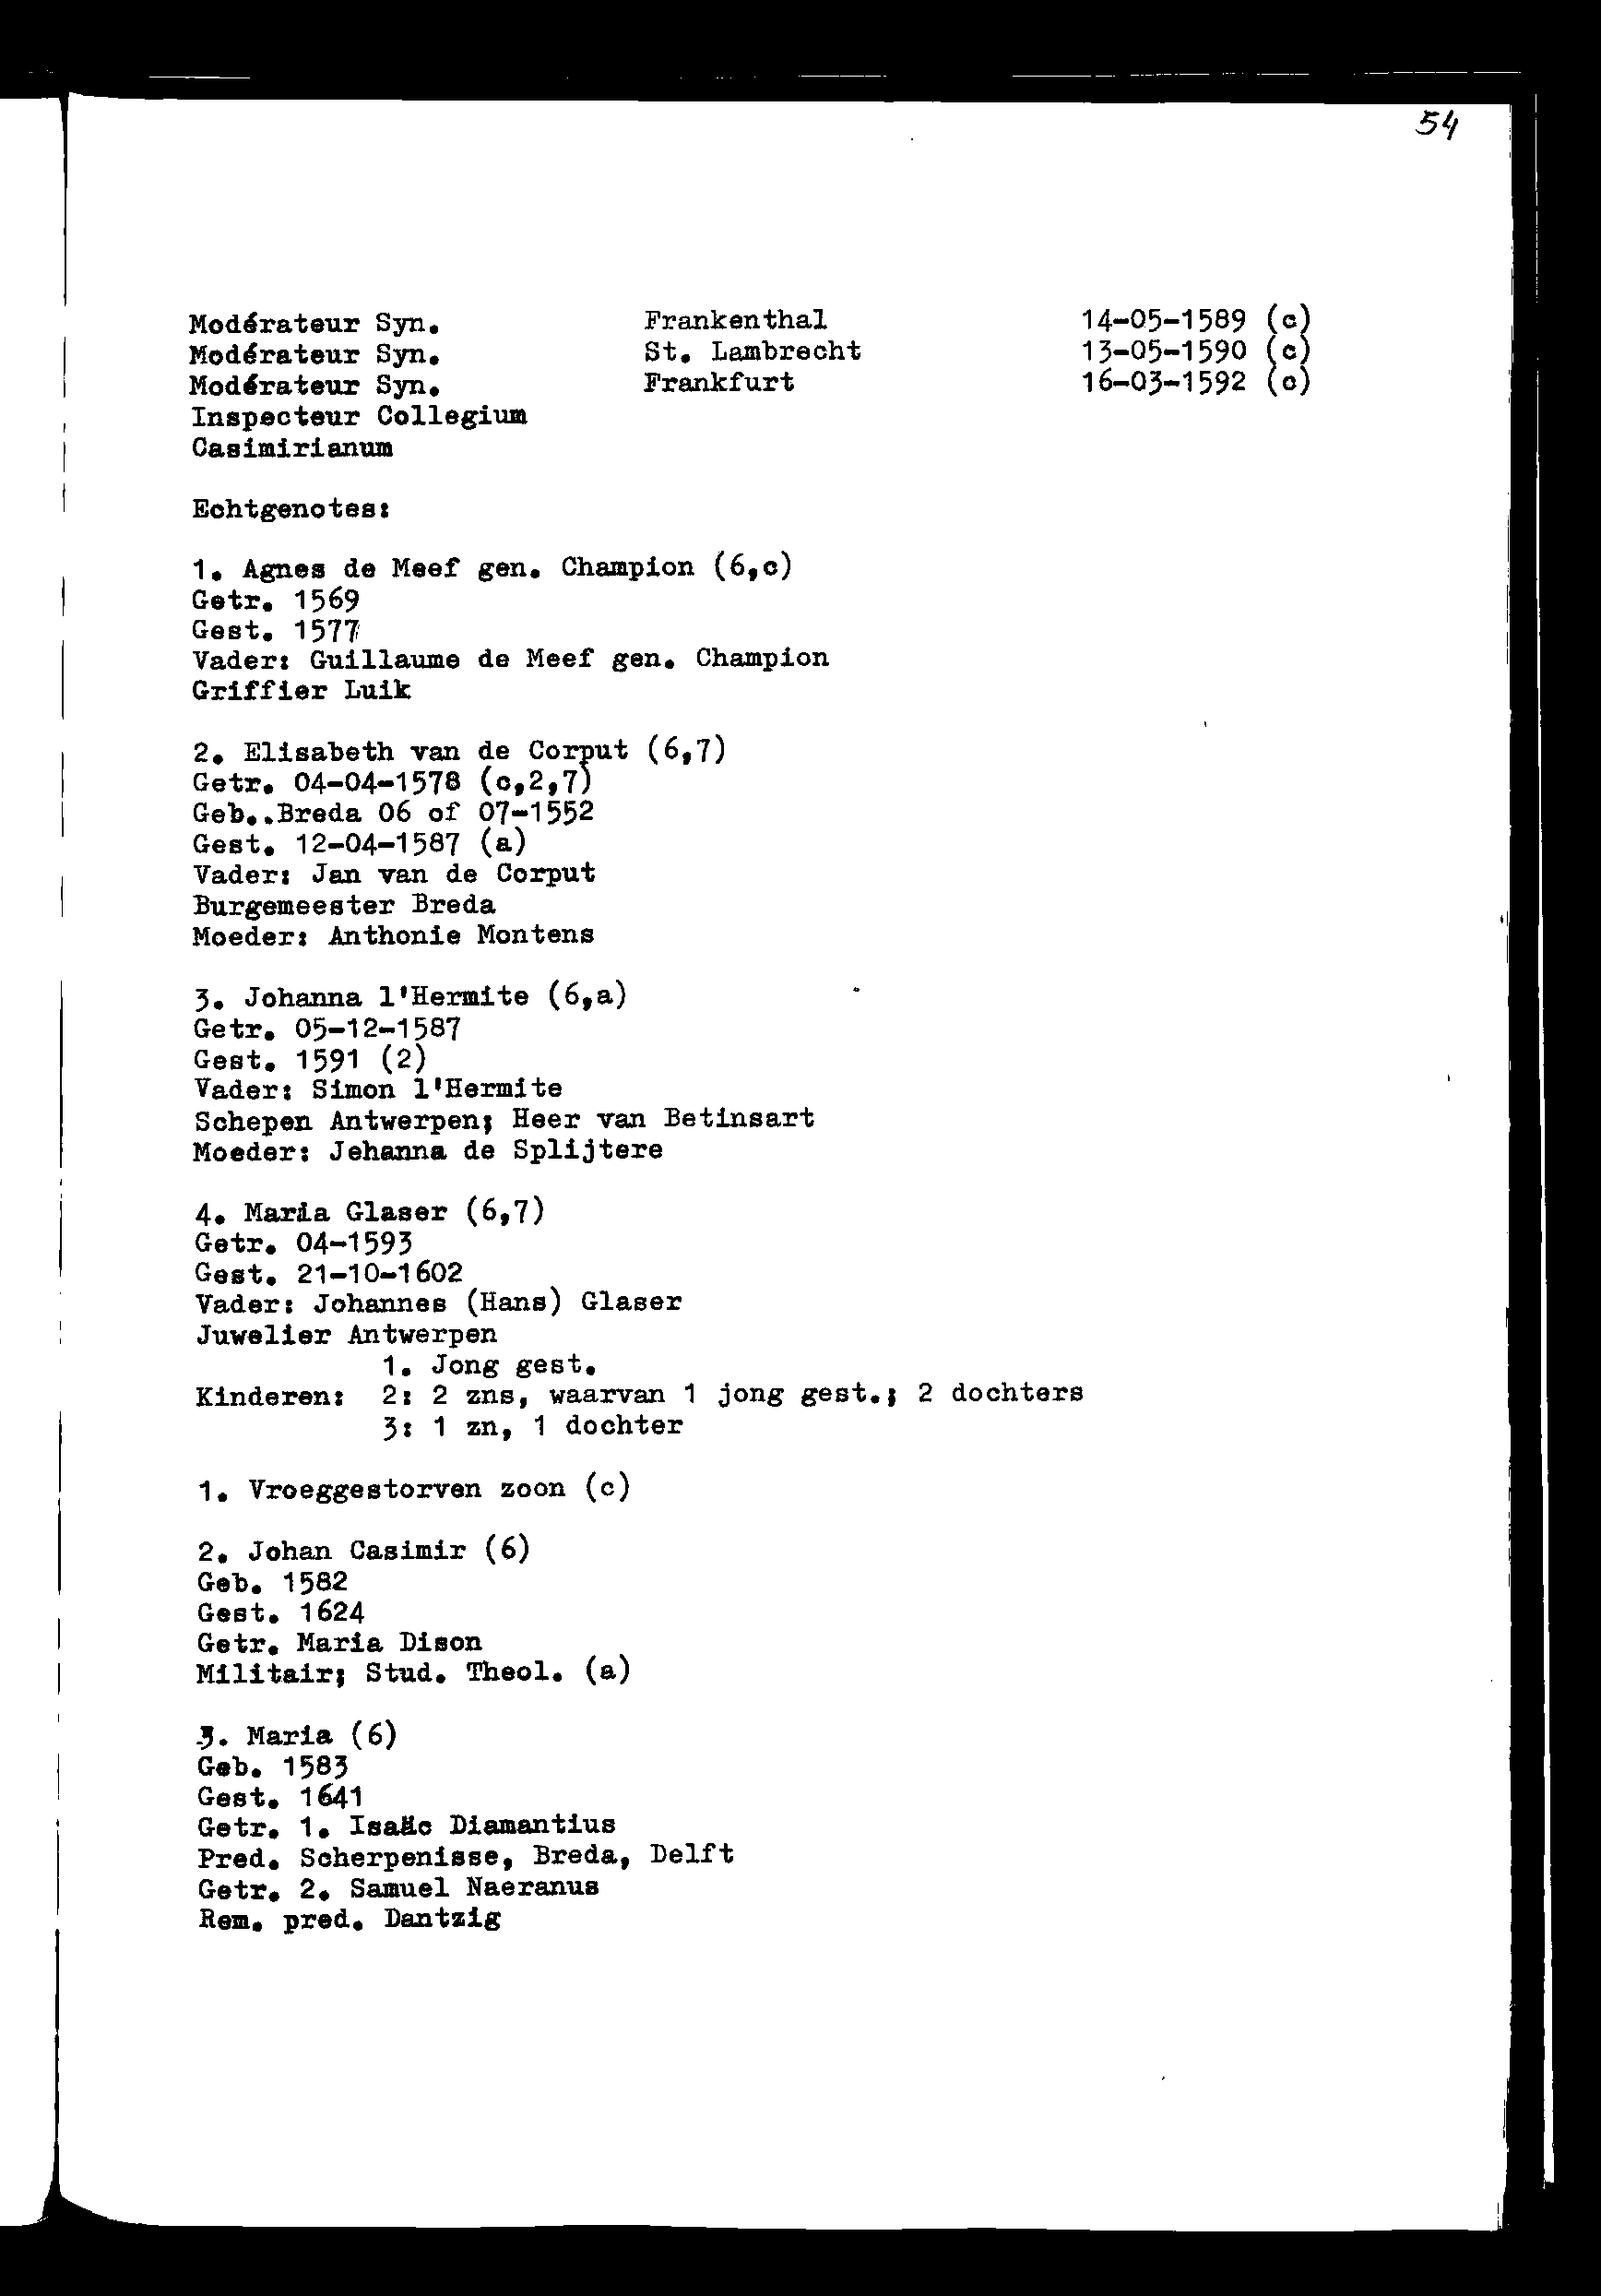 54
Modérateur Syn. Frankenthal 14-05-1589 (c)
Modérateur Syn. St. Lambrecht 13-05-1590 (c)
Modérateur Syn. Frankfurt 16-03-1592 (c)
Inspecteur Collegium
Casimirianum
Echtgenotes:
1. Agnes de Meef gen. Champion (6,c)
Getr. 1569
Gest. 1577
Vader: Guillaume de Meef gen. Champion
Griffier Luik
2. Elisabeth van de Corput (6,7)
Getr. 04-04-1578 (c,2,7)
Geb..Breda 06 of 07-1552
Gest. 12-04-1587 (a)
Vader: Jan van de Corput
Burgemeester Breda
Moeder: Anthonie Montens
3. Johanna l'Hermite (6,a)
Getr. 05-12-1587
Gest. 1591 (2)
Vader: Simon l'Hermite
Schepen Antwerpen; Heer van Betinsart
Moeder: Jehanna de Splijtere
4. Maria Glaser (6,7)
Getr. 04-1593
Gest. 21-10-1602
Vader: Johannes (Hans) Glaser
Juwelier Antwerpen
1. Jong gest.
Kinderen: 2: 2 zns, waarvan 1 jong gest.; 2 dochters
3: 1 zn, 1 dochter
1. Vroeggestorven zoon (c)
2. Johan Casimir (6)
Geb. 1582
Gest. 1624
Getr. Maria Dison
Militair; Stud. Theol. (a)
3. Maria (6)
Geb. 1583
Gest. 1641
Getr. 1. Isaäc Diamantius
Pred. Scherpenisse, Breda, Delft
Getr. 2. Samuel Naeranus
Rem. pred. Dantzig